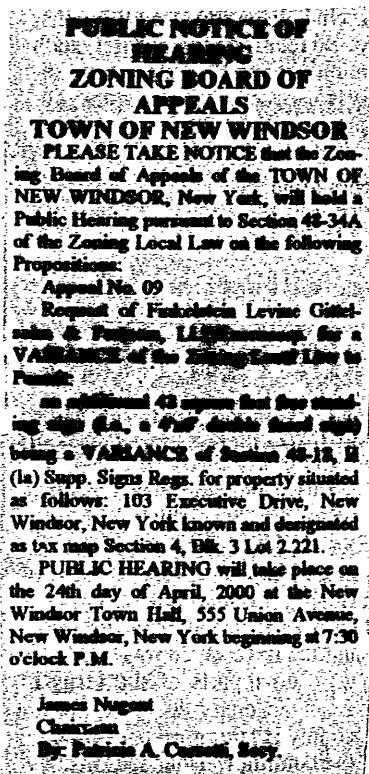 PUBLIC NOTICE OF
HEARING
ZONING BOARD OF
APPEALS
TOWN OF NEW WINDSOR
PLEASE TAKE NOTICE that the Zon-
ing Board of Appeals of the TOWN OF
NEW WINDSOR, New York, will hold a
Public Hearing pursuant to Section 48-34A
of the Zoning Local Law on the following
Propositions:
Appeal No. 09
Request of Finkelstein Levine Gittel-
sohn & for a
VARIANCE of the Zoning Local Law to
Permit:
an additional 42 square feet free stand-
ing sign (i.e., a double faced sign)
being a VARIANCE of Section 48-18, H
(1a) Supp. Signs Regs. for property situated
as follows: 103 Executive Drive, New
Windsor, New York known and designated
as tAx map Section 4, Blk. 3 Lot 2.221.
PUBLIC HEARING will take place on
the 24th day of April, 2000 at the New
Windsor Town Hall, 555 Union Avenue,
New Windsor, New York beginning at 7:30
o'clock P.M.
James Nugent
Chairman
By: Patricia A. Secy.